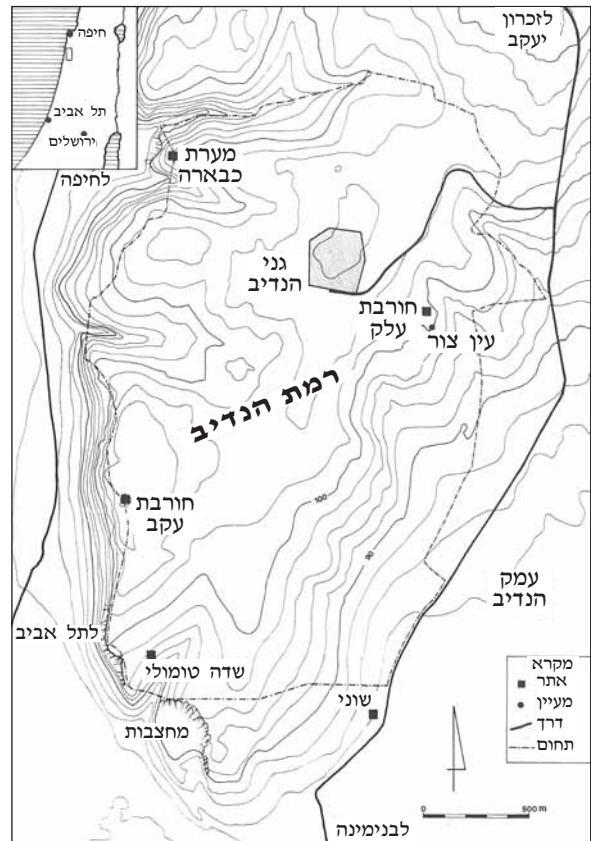 חיפה
תל אביב
ירושלים
לחיפה
לזכרון
יעקב
מערת
כבארה
גני
הנדיב
חורבת
עלק
עין צור
רמת הנדיב
חורבת
עקב
100
90
עמק
הנדיב
לתל אביב
שדה טומולי
שוני
מחצבות
מקרא
אתר
מעיין
דרך
תחום
0
500 m
לבנימינה